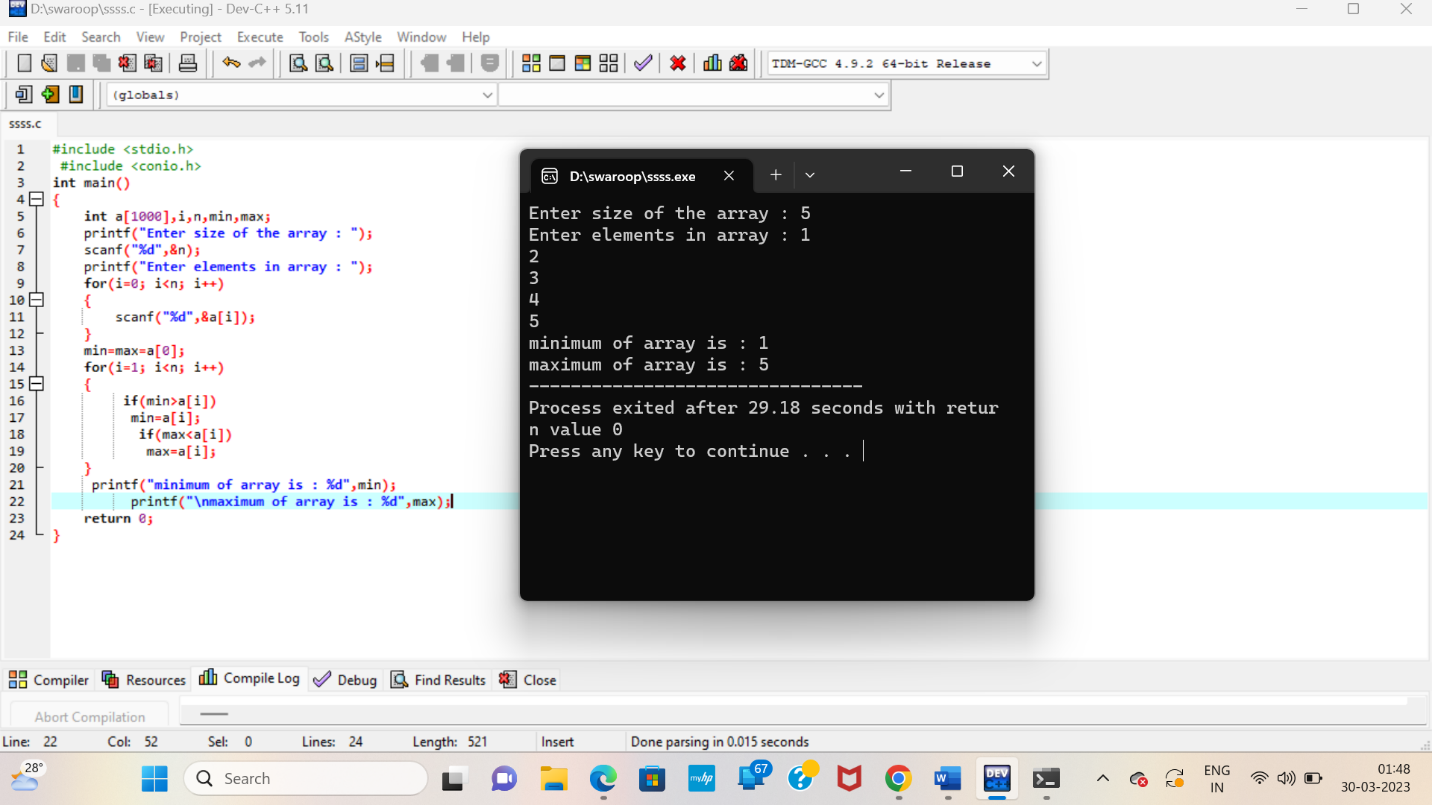 D:\swaroop\ssss.c - [Executing] - Dev-C++ 5.11
File Edit Search View Project Execute Tools AStyle Window Help
TDM-GCC 4.9.2 64-bit Release
(globals)
ssss.c
1 #include <stdio.h>
2 #include <conio.h>
3 int main()
4 {
5 int a[1000],i,n,min,max;
6 printf("Enter size of the array : ");
7 scanf("%d",&n);
8 printf("Enter elements in array : ");
9 for(i=0; i<n; i++)
10 {
11 scanf("%d",&a[i]);
12 }
13 min=max=a[0];
14 for(i=1; i<n; i++)
15 {
16 if(min>a[i])
17 min=a[i];
18 if(max<a[i])
19 max=a[i];
20 }
21 printf("minimum of array is : %d",min);
22 printf("\nmaximum of array is : %d",max);
23 return 0;
24 }
D:\swaroop\ssss.exe
Enter size of the array : 5
Enter elements in array : 1
2
3
4
5
minimum of array is : 1
maximum of array is : 5
--------------------------------
Process exited after 29.18 seconds with retur
n value 0
Press any key to continue . . .
Compiler Resources Compile Log Debug Find Results Close
Abort Compilation
Line: 22 Col: 52 Sel: 0 Lines: 24 Length: 521 Insert Done parsing in 0.015 seconds
28°
Search
myhp
67
W
DEV
ENG
IN
01:48
30-03-2023